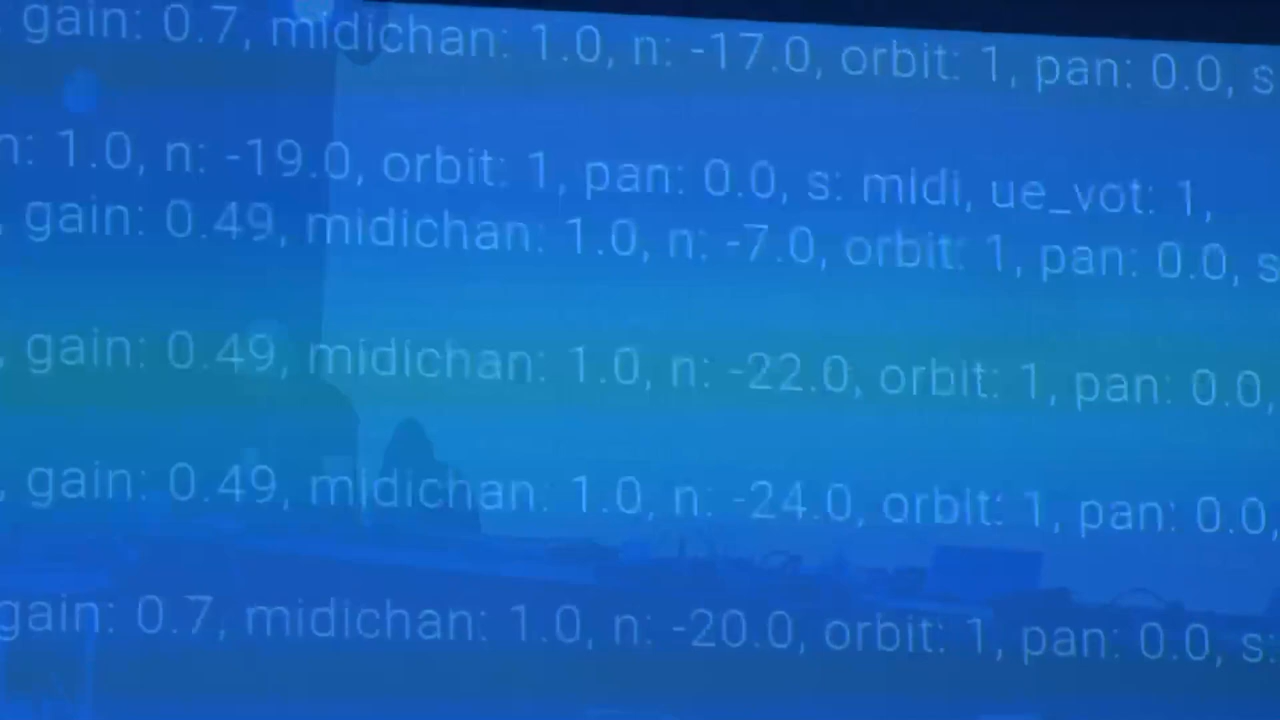 , gain: 0.7, midichan: 1.0, n: -17.0, orbit: 1, pan: 0.0, s
n: 1.0, n: -19.0, orbit: 1, pan: 0.0, s: midi, ue_vot: 1,
, gain: 0.49, midichan: 1.0, n: -7.0, orbit: 1, pan: 0.0, s
, gain: 0.49, midichan: 1.0, n: -22.0, orbit: 1, pan: 0.0,
, gain: 0.49, midichan: 1.0, n: -24.0, orbit: 1, pan: 0.0,
gain: 0.7, midichan: 1.0, n: -20.0, orbit: 1, pan: 0.0, s: